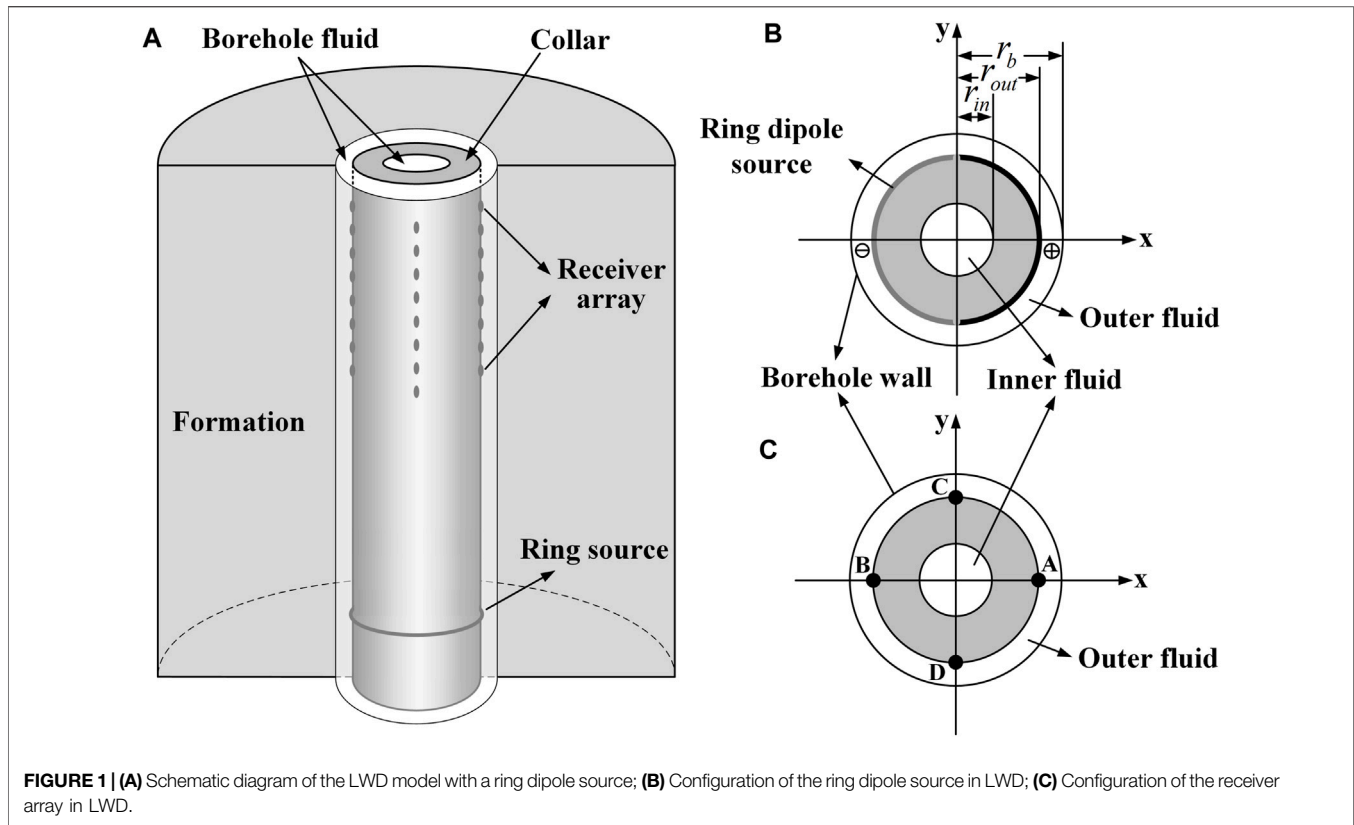 A
Borehole fluid
Collar
Receiver
array
Formation
Ring source
B
y
r_b
r_out
r_in
Ring dipole
source
x
⊖
⊕
Outer fluid
Borehole wall
Inner fluid
C
y
C
B
A
x
D
Outer fluid
FIGURE 1 | (A) Schematic diagram of the LWD model with a ring dipole source; (B) Configuration of the ring dipole source in LWD; (C) Configuration of the receiver
array in LWD.